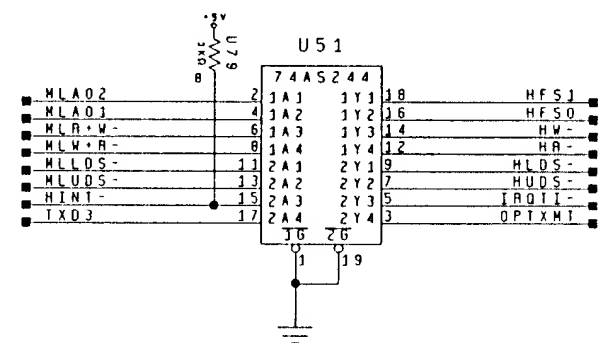 +5V
U79
1KΩ
8
U51
74AS244
MLA02 2 1A1 1Y1 18 HFS1
MLA01 4 1A2 1Y2 16 HFS0
MLR+W- 6 1A3 1Y3 14 HW-
MLW+R- 8 1A4 1Y4 12 HR-
MLLDS- 11 2A1 2Y1 9 HLDS-
MLUDS- 13 2A2 2Y2 7 HUDS-
HINT- 15 2A3 2Y3 5 IRQTI-
TXD3 17 2A4 2Y4 3 OPTXMT
1G 2G
1 19